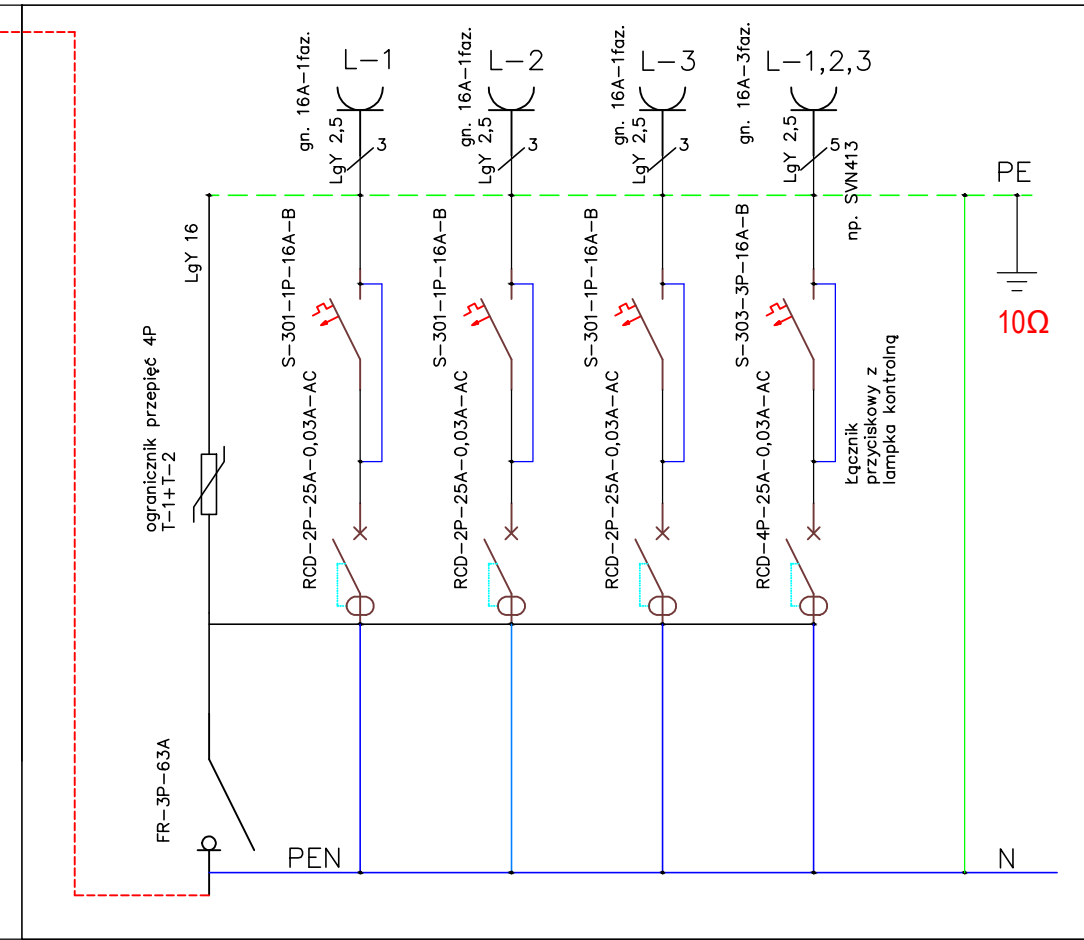 L-1
L-2
L-3
L-1,2,3
gn. 16A-1faz.
gn. 16A-1faz.
gn. 16A-1faz.
gn. 16A-3faz.
LgY 2,5
3
LgY 2,5
3
LgY 2,5
3
LgY 2,5
5
np. SVN413
PE
LgY 16
S-301-1P-16A-B
S-301-1P-16A-B
S-301-1P-16A-B
S-303-3P-16A-B
10Ω
ogranicznik przepięć 4P
T-1+T-2
RCD-2P-25A-0,03A-AC
RCD-2P-25A-0,03A-AC
RCD-2P-25A-0,03A-AC
RCD-4P-25A-0,03A-AC
Łącznik
przyciskowy z
lampka kontrolną
FR-3P-63A
PEN
N